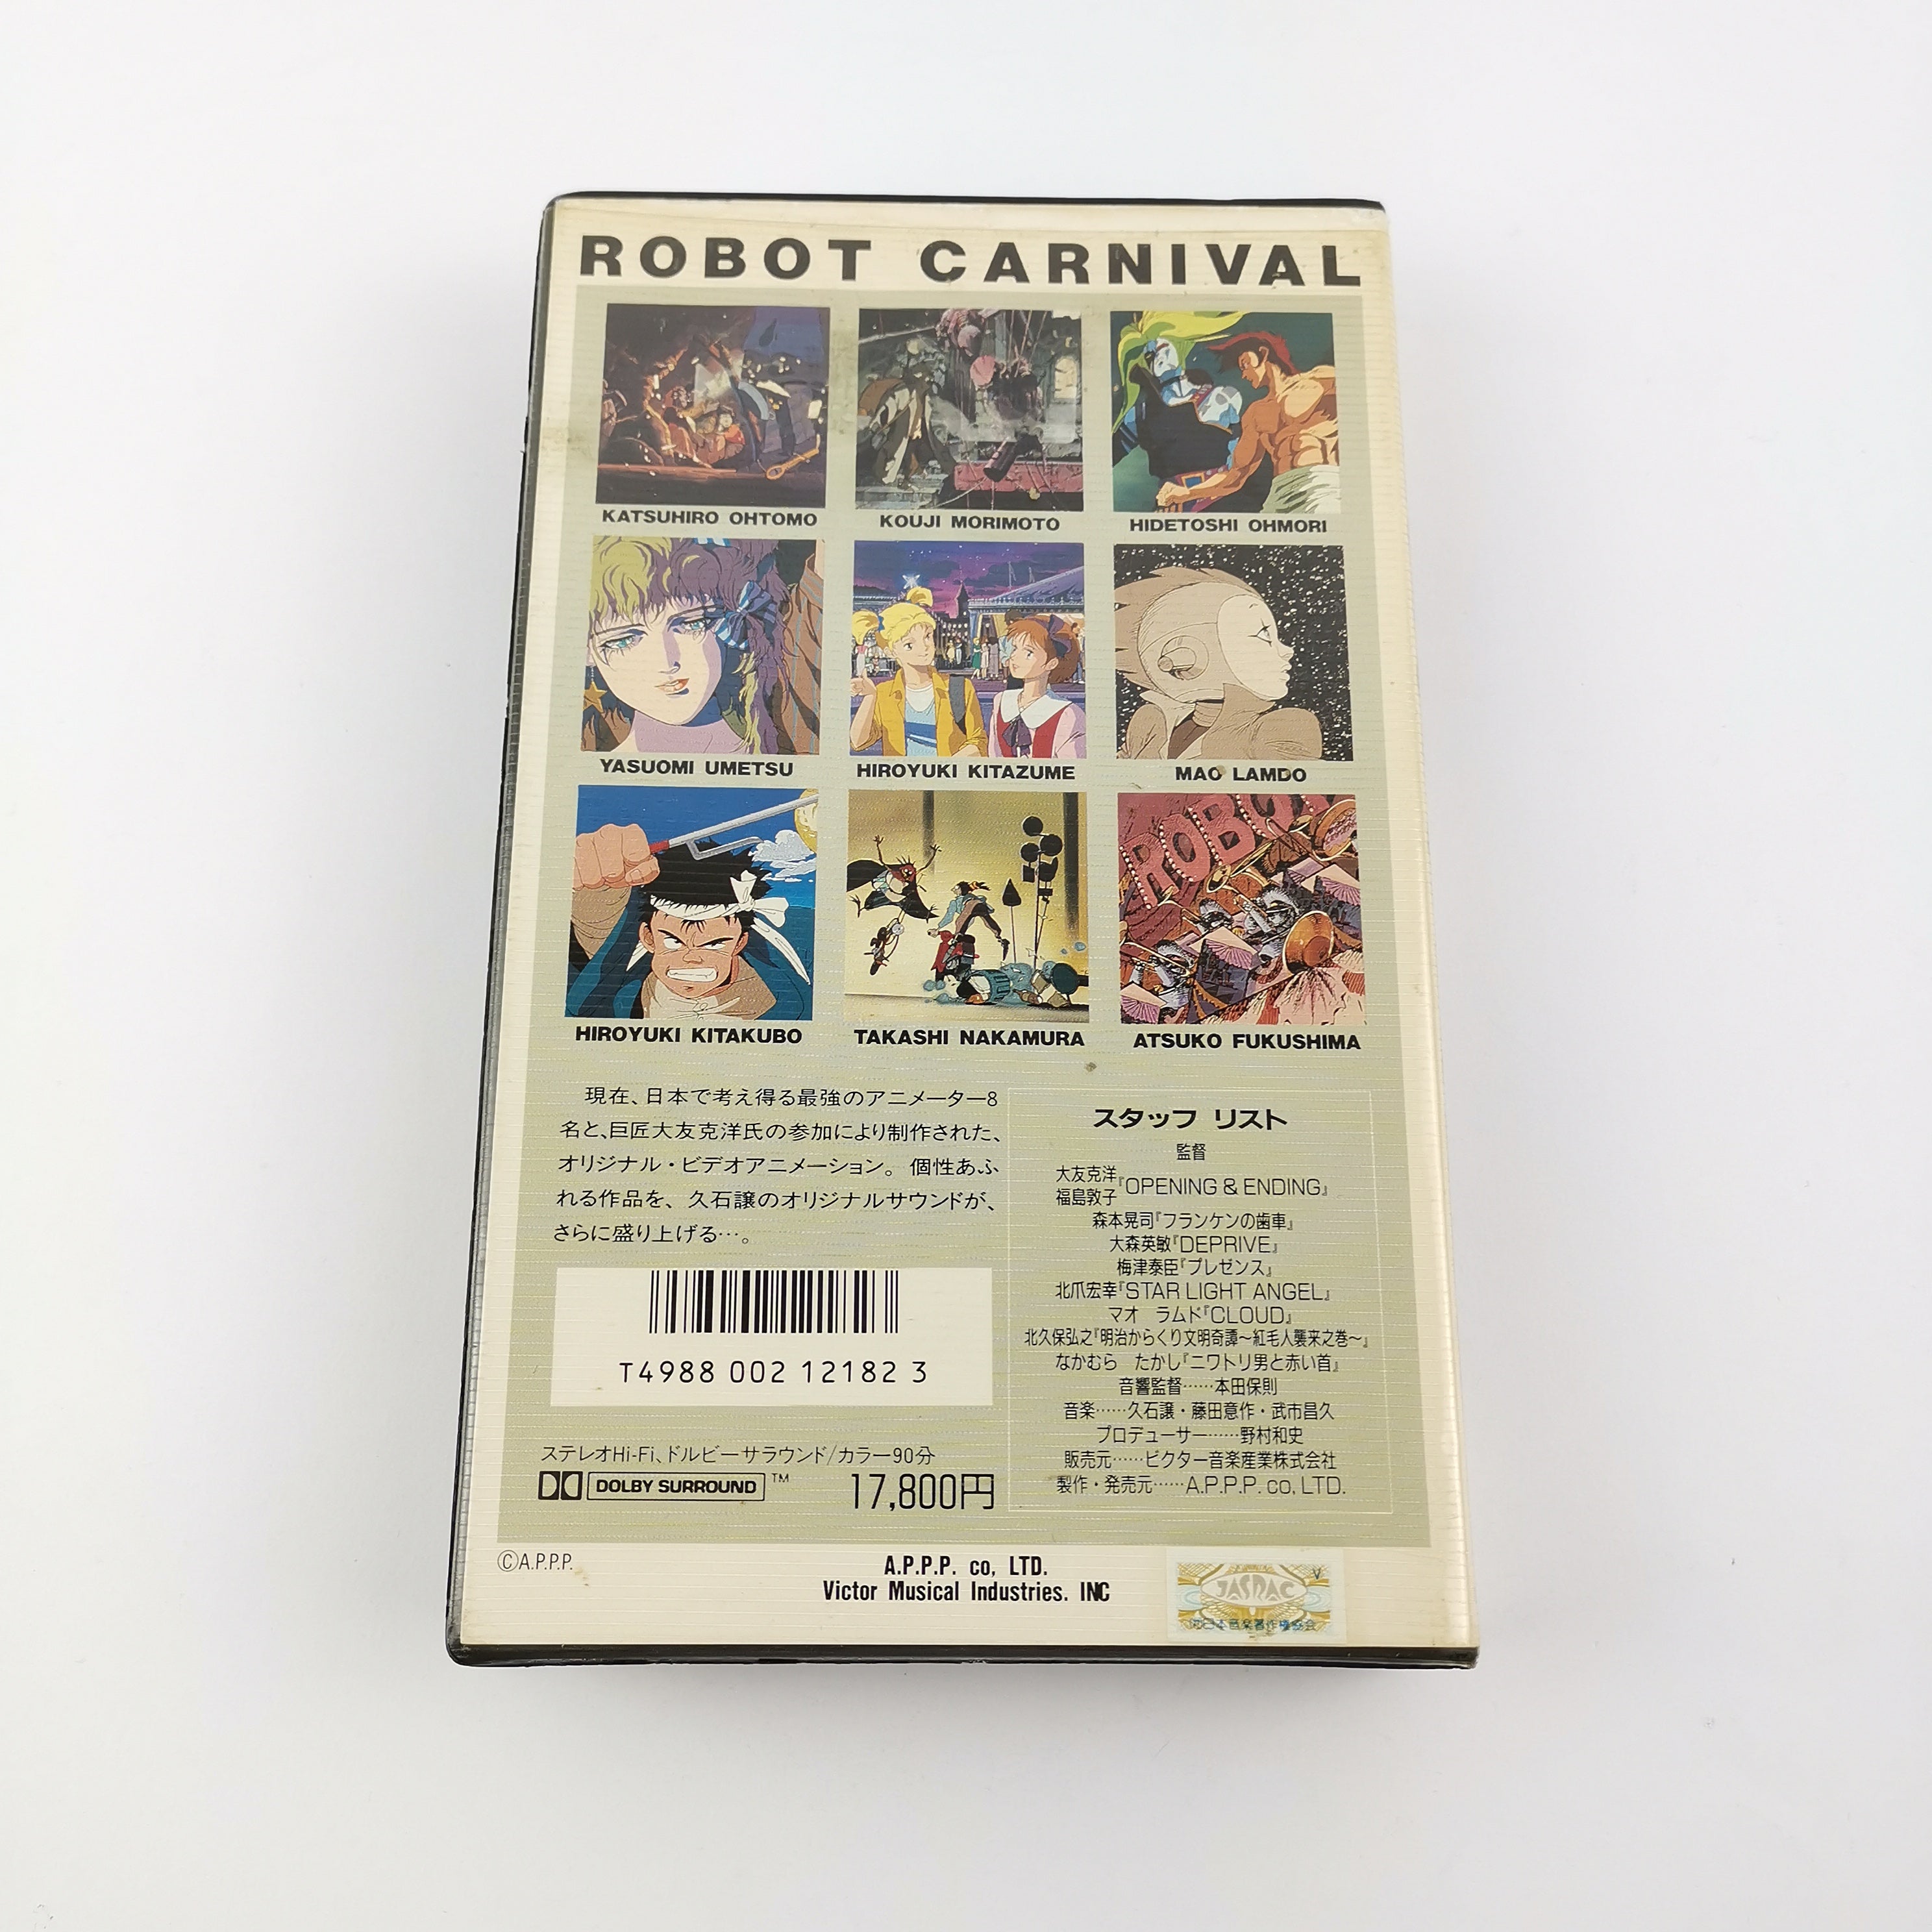 ROBOT CARNIVAL
KATSUHIRO OHTOMO
KOUJI MORIMOTO
HIDETOSHI OHMORI
YASUOMI UMETSU
HIROYUKI KITAZUME
MAO LAMDO
ROBO
HIROYUKI KITAKUBO
TAKASHI NAKAMURA
ATSUKO FUKUSHIMA
現在、日本で考え得る最強のアニメーター8
名と、巨匠大友克洋氏の参加により制作された、
オリジナル・ビデオアニメーション。個性あふ
れる作品を、久石譲のオリジナルサウンドが、
さらに盛り上げる…。
T4988 002 12182 3
ステレオHi-Fi、ドルビーサラウンド/カラー90分
DOLBY SURROUND TM
17,800円
スタッフ リスト
監督
大友克洋
福島敦子『OPENING & ENDING』
森本晃司『フランケンの歯車』
大森英敏『DEPRIVE』
梅津泰臣『プレゼンス』
北爪宏幸『STAR LIGHT ANGEL』
マオ ラムド『CLOUD』
北久保弘之『明治からくり文明奇譚〜紅毛人襲来之巻〜』
なかむら たかし『ニワトリ男と赤い首』
音響監督……本田保則
音楽……久石譲・藤田意作・武市昌久
プロデューサー……野村和史
販売元……ビクター音楽産業株式会社
製作・発売元……A.P.P.P. co, LTD.
ⒸA.P.P.P.
A.P.P.P. co, LTD.
Victor Musical Industries. INC
JASRAC
V